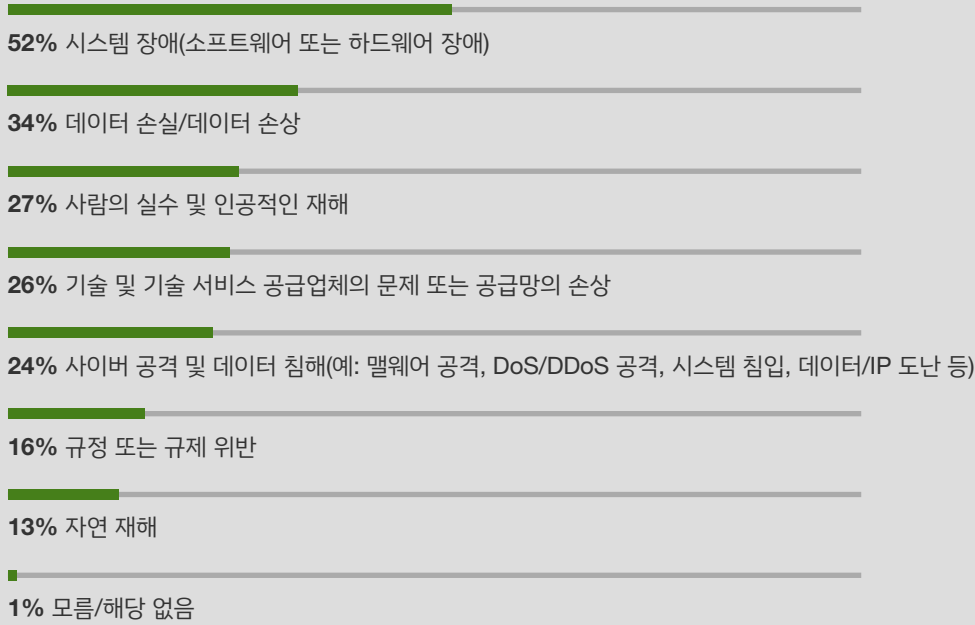 52% 시스템 장애(소프트웨어 또는 하드웨어 장애)
34% 데이터 손실/데이터 손상
27% 사람의 실수 및 인공적인 재해
26% 기술 및 기술 서비스 공급업체의 문제 또는 공급망의 손상
24% 사이버 공격 및 데이터 침해(예: 맬웨어 공격, DoS/DDoS 공격, 시스템 침입, 데이터/IP 도난 등)
16% 규정 또는 규제 위반
13% 자연 재해
1% 모름/해당 없음